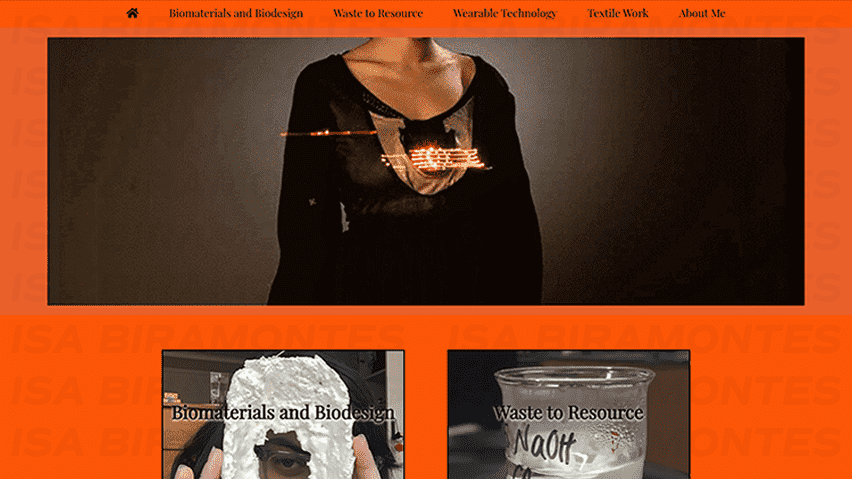 Biomaterials and Biodesign Waste to Resource Wearable Technology Textile Work About Me
ISA BIRAMONTES ISA BIRAMONTES
Biomaterials and Biodesign Waste to Resource
NaOH